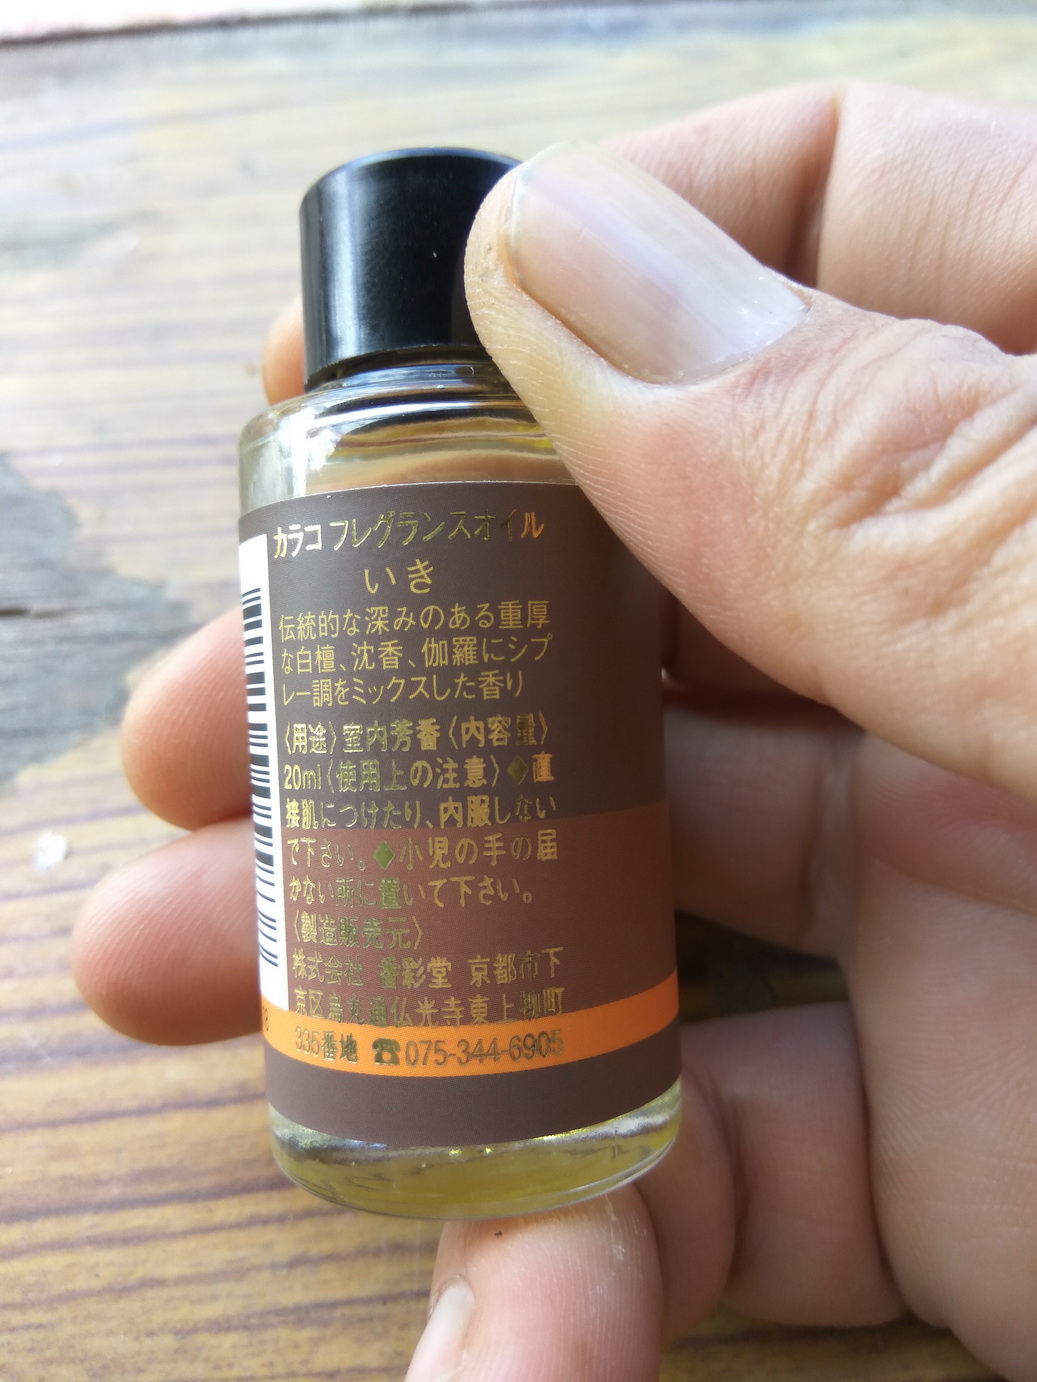 カラコ フレグランスオイル
いき
伝統的な深みのある重厚
な白檀、沈香、伽羅にシプ
レー調をミックスした香り
〈用途〉室内芳香〈内容量〉
20ml〈使用上の注意〉◆直
接肌につけたり、内服しない
で下さい。◆小児の手の届
かない所に置いて下さい。
〈製造販売元〉
株式会社 香彩堂 京都市下
京区烏丸通仏光寺東上柳町
335番地 ☎075-344-6905